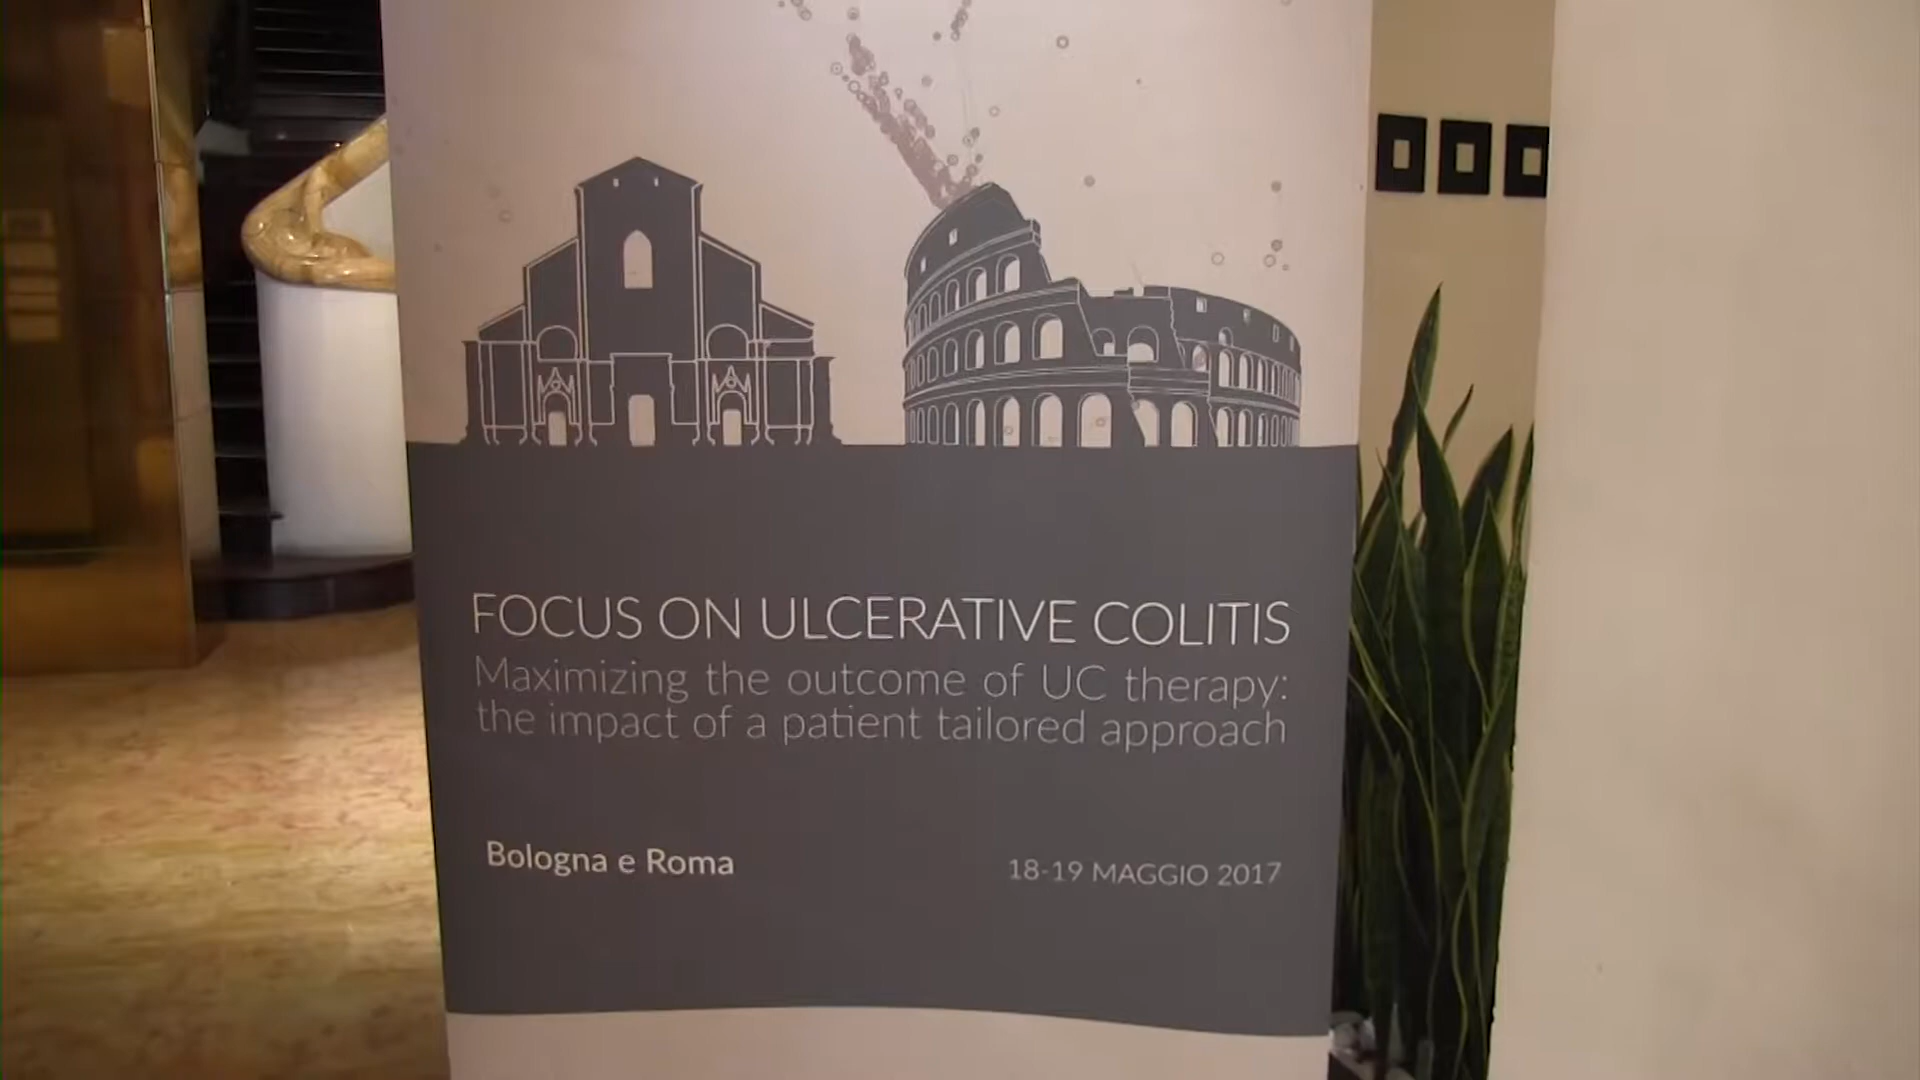 FOCUS ON ULCERATIVE COLITIS
Maximizing the outcome of UC therapy:
the impact of a patient tailored approach
Bologna e Roma
18-19 MAGGIO 2017